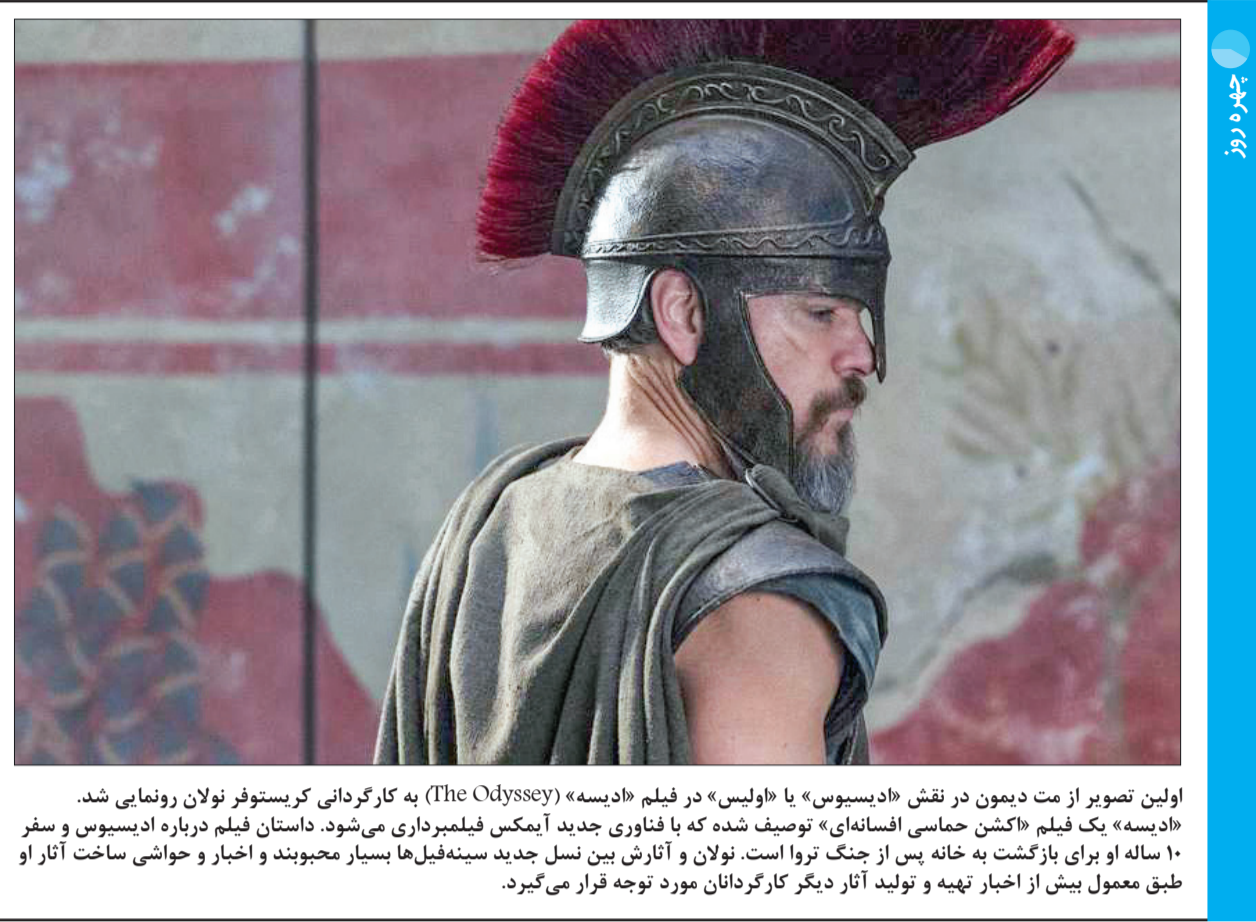 چهره روز
اولین تصویر از مت دیمون در نقش «ادیسیوس» یا «اولیس» در فیلم «ادیسه» (The Odyssey) به کارگردانی کریستوفر نولان رونمایی شد.
«ادیسه» یک فیلم «اکشن حماسی افسانه‌ای» توصیف شده که با فناوری جدید آیمکس فیلمبرداری می‌شود. داستان فیلم درباره ادیسیوس و سفر
۱۰ ساله او برای بازگشت به خانه پس از جنگ تروا است. نولان و آثارش بین نسل جدید سینه‌فیل‌ها بسیار محبوبند و اخبار و حواشی ساخت آثار او
طبق معمول بیش از اخبار تهیه و تولید آثار دیگر کارگردانان مورد توجه قرار می‌گیرد.